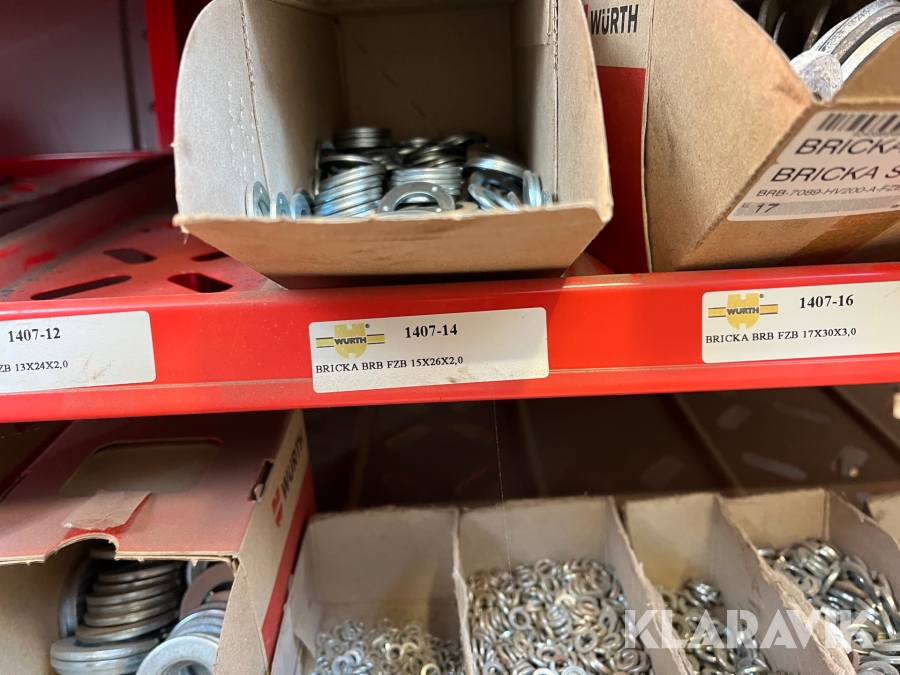 WÜRTH
BRICKA
BRICKA S
BRB-7089-HV200-A-FZB
17
1407-12
ZB 13X24X2,0
WÜRTH
1407-14
BRICKA BRB FZB 15X26X2,0
WÜRTH
1407-16
BRICKA BRB FZB 17X30X3,0
WÜRTH
KLARAVIK